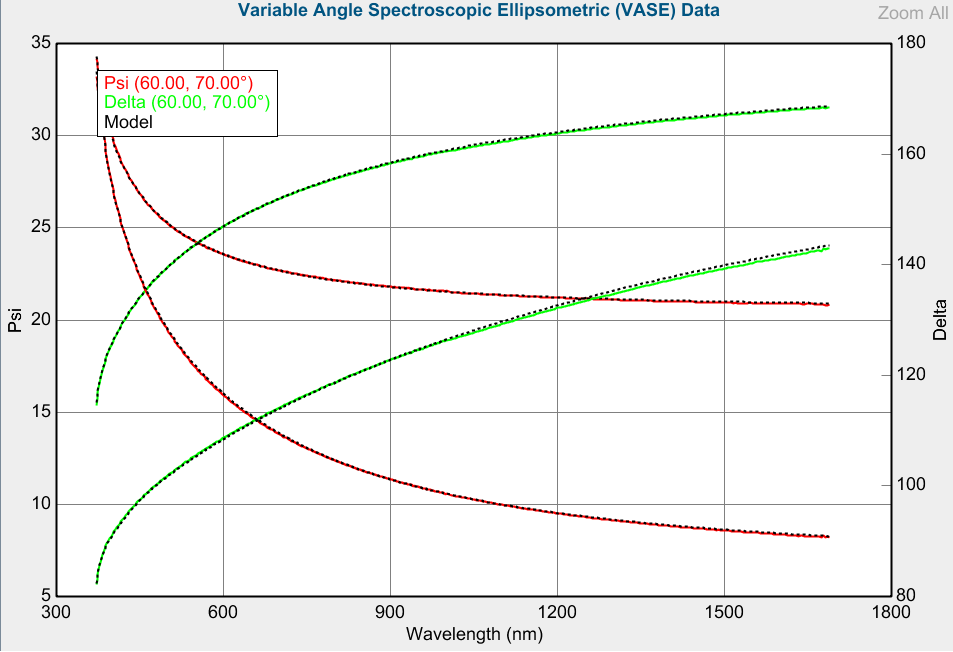 Variable Angle Spectroscopic Ellipsometric (VASE) Data
Zoom All
35
180
Psi (60.00, 70.00°)
Delta (60.00, 70.00°)
Model
30
160
25
140
20
Psi
Delta
120
15
100
10
5
80
300
600
900
1200
1500
1800
Wavelength (nm)